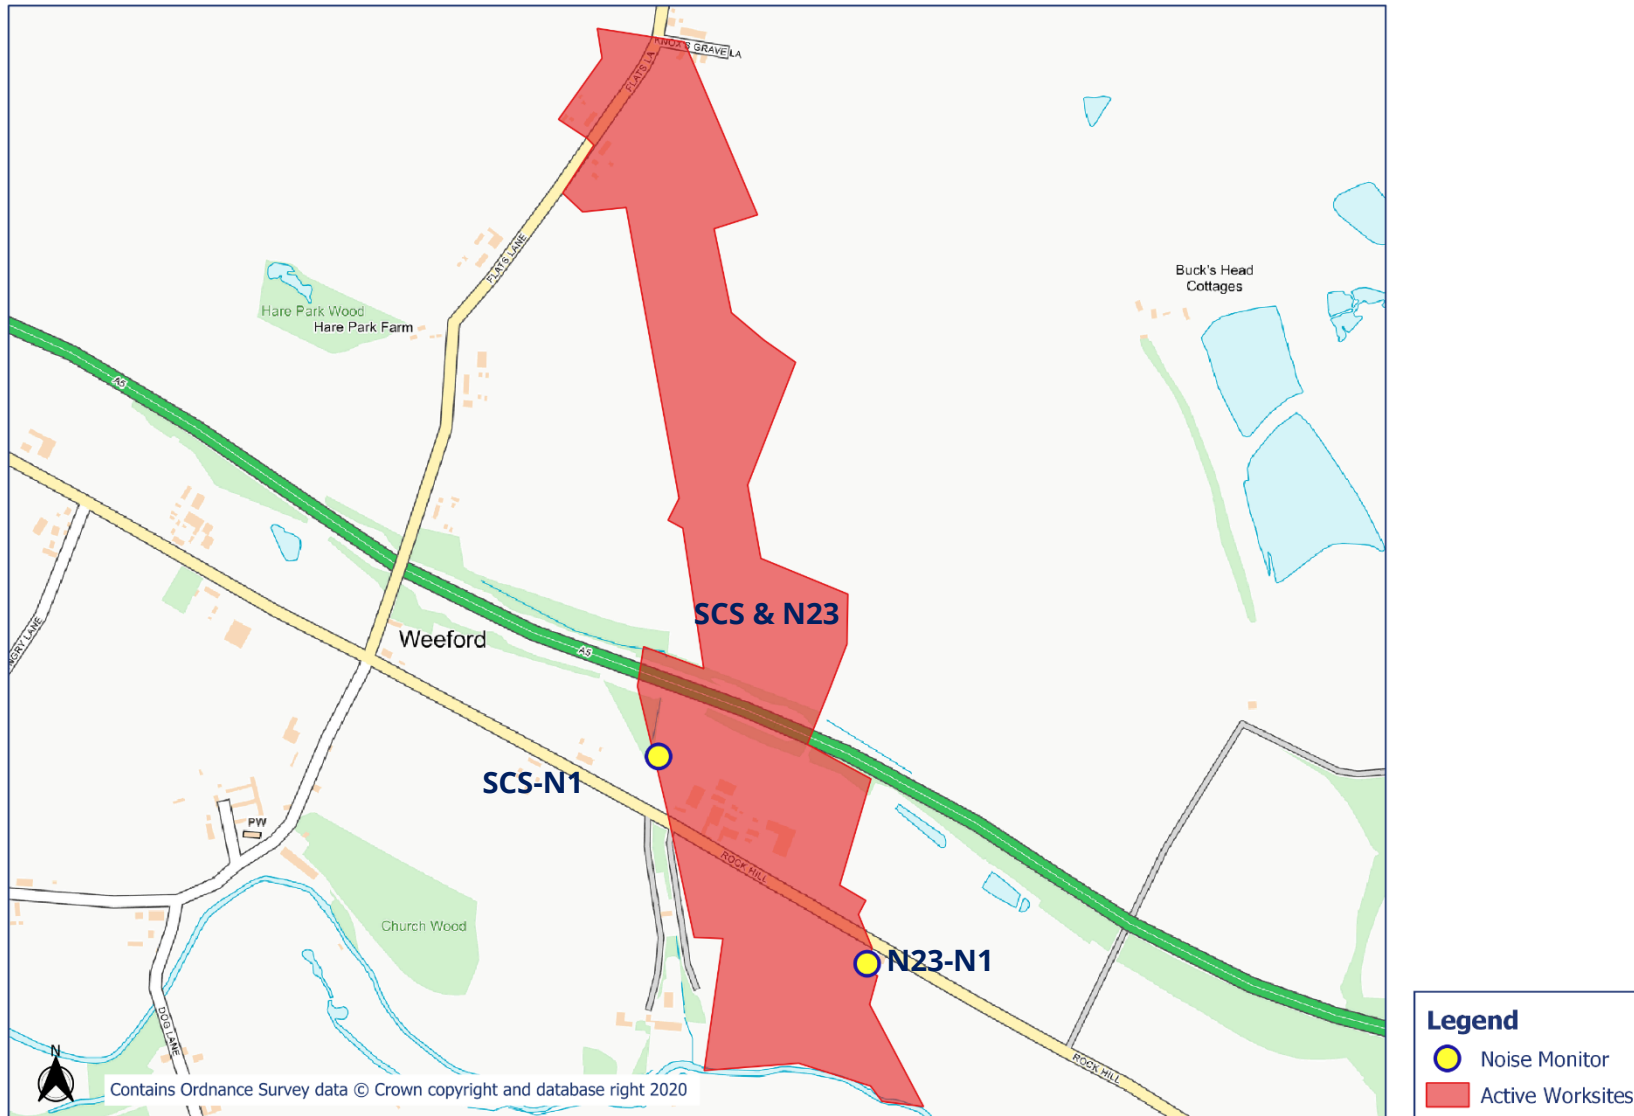 KNOX'S GRAVE LA
FLATS LA
FLATS LANE
Buck's Head
Cottages
Hare Park Wood
Hare Park Farm
A5
SCS & N23
NGRY LANE
Weeford
A5
SCS-N1
PW
ROCK HILL
Church Wood
N23-N1
DOG LANE
ROCK HILL
N
Contains Ordnance Survey data © Crown copyright and database right 2020
Legend
Noise Monitor
Active Worksites